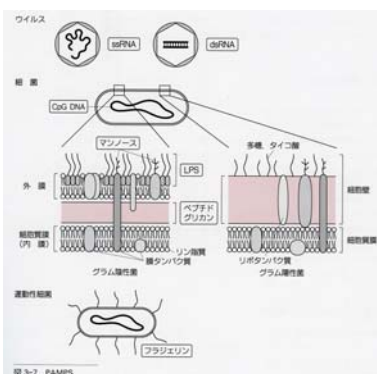 ウイルス
ssRNA
dsRNA
細菌
CpG DNA
マンノース
LPS
多糖、タイコ酸
外膜
ペプチド
グリカン
細胞壁
細胞質膜
(内膜)
細胞質膜
リン脂質
膜タンパク質
リポタンパク質
グラム陰性菌
グラム陽性菌
運動性細菌
フラジェリン
図3-7 PAMPS